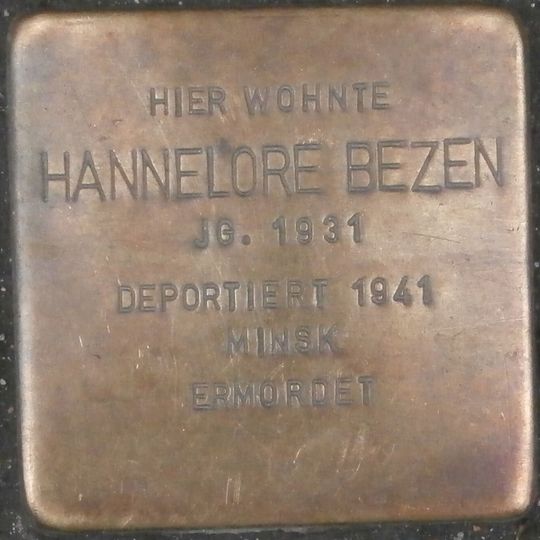 HIER WOHNTE
HANNELORE BEZEN
JG. 1931
DEPORTIERT 1941
MINSK
ERMORDET